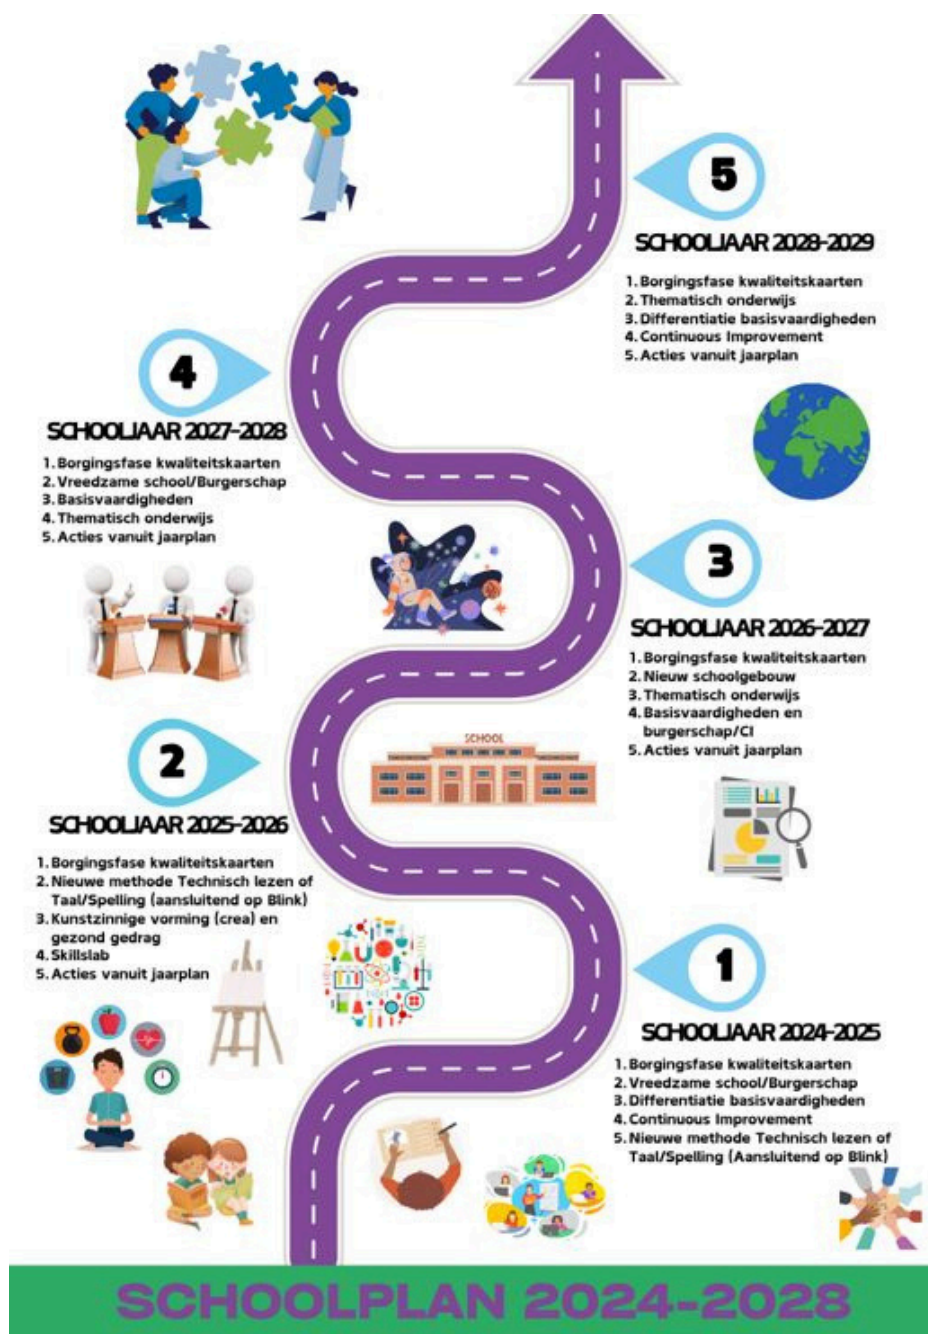 5
SCHOOLJAAR 2028-2029
1. Borgingsfase kwaliteitskaarten
2. Thematisch onderwijs
3. Differentiatie basisvaardigheden
4. Continuous Improvement
5. Acties vanuit jaarplan
4
SCHOOLJAAR 2027-2028
1. Borgingsfase kwaliteitskaarten
2. Vreedzame school/Burgerschap
3. Basisvaardigheden
4. Thematisch onderwijs
5. Acties vanuit jaarplan
3
SCHOOLJAAR 2026-2027
1. Borgingsfase kwaliteitskaarten
2. Nieuw schoolgebouw
3. Thematisch onderwijs
4. Basisvaardigheden en
burgerschap/CI
5. Acties vanuit jaarplan
SCHOOL
2
SCHOOLJAAR 2025-2026
1. Borgingsfase kwaliteitskaarten
2. Nieuwe methode Technisch lezen of
Taal/Spelling (aansluitend op Blink)
3. Kunstzinnige vorming (crea) en
gezond gedrag
4. Skillslab
5. Acties vanuit jaarplan
1
SCHOOLJAAR 2024-2025
1. Borgingsfase kwaliteitskaarten
2. Vreedzame school/Burgerschap
3. Differentiatie basisvaardigheden
4. Continuous Improvement
5. Nieuwe methode Technisch lezen of
Taal/Spelling (Aansluitend op Blink)
SCHOOLPLAN 2024-2028